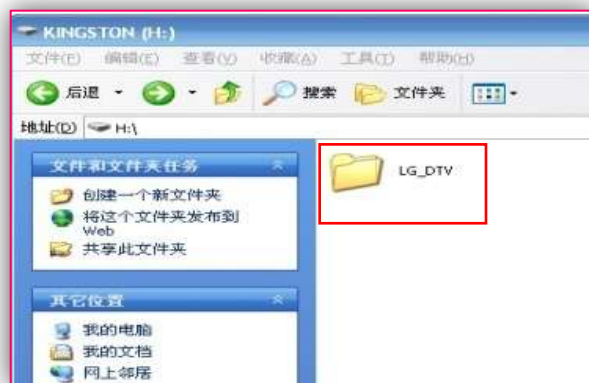 KINGSTON (H:)
文件(F) 编辑(E) 查看(V) 收藏(A) 工具(T) 帮助(H)
后退 搜索 文件夹
地址(D) H:\
文件和文件夹任务
LG_DTV
创建一个新文件夹
将这个文件夹发布到
Web
共享此文件夹
其它位置
我的电脑
我的文档
网上邻居